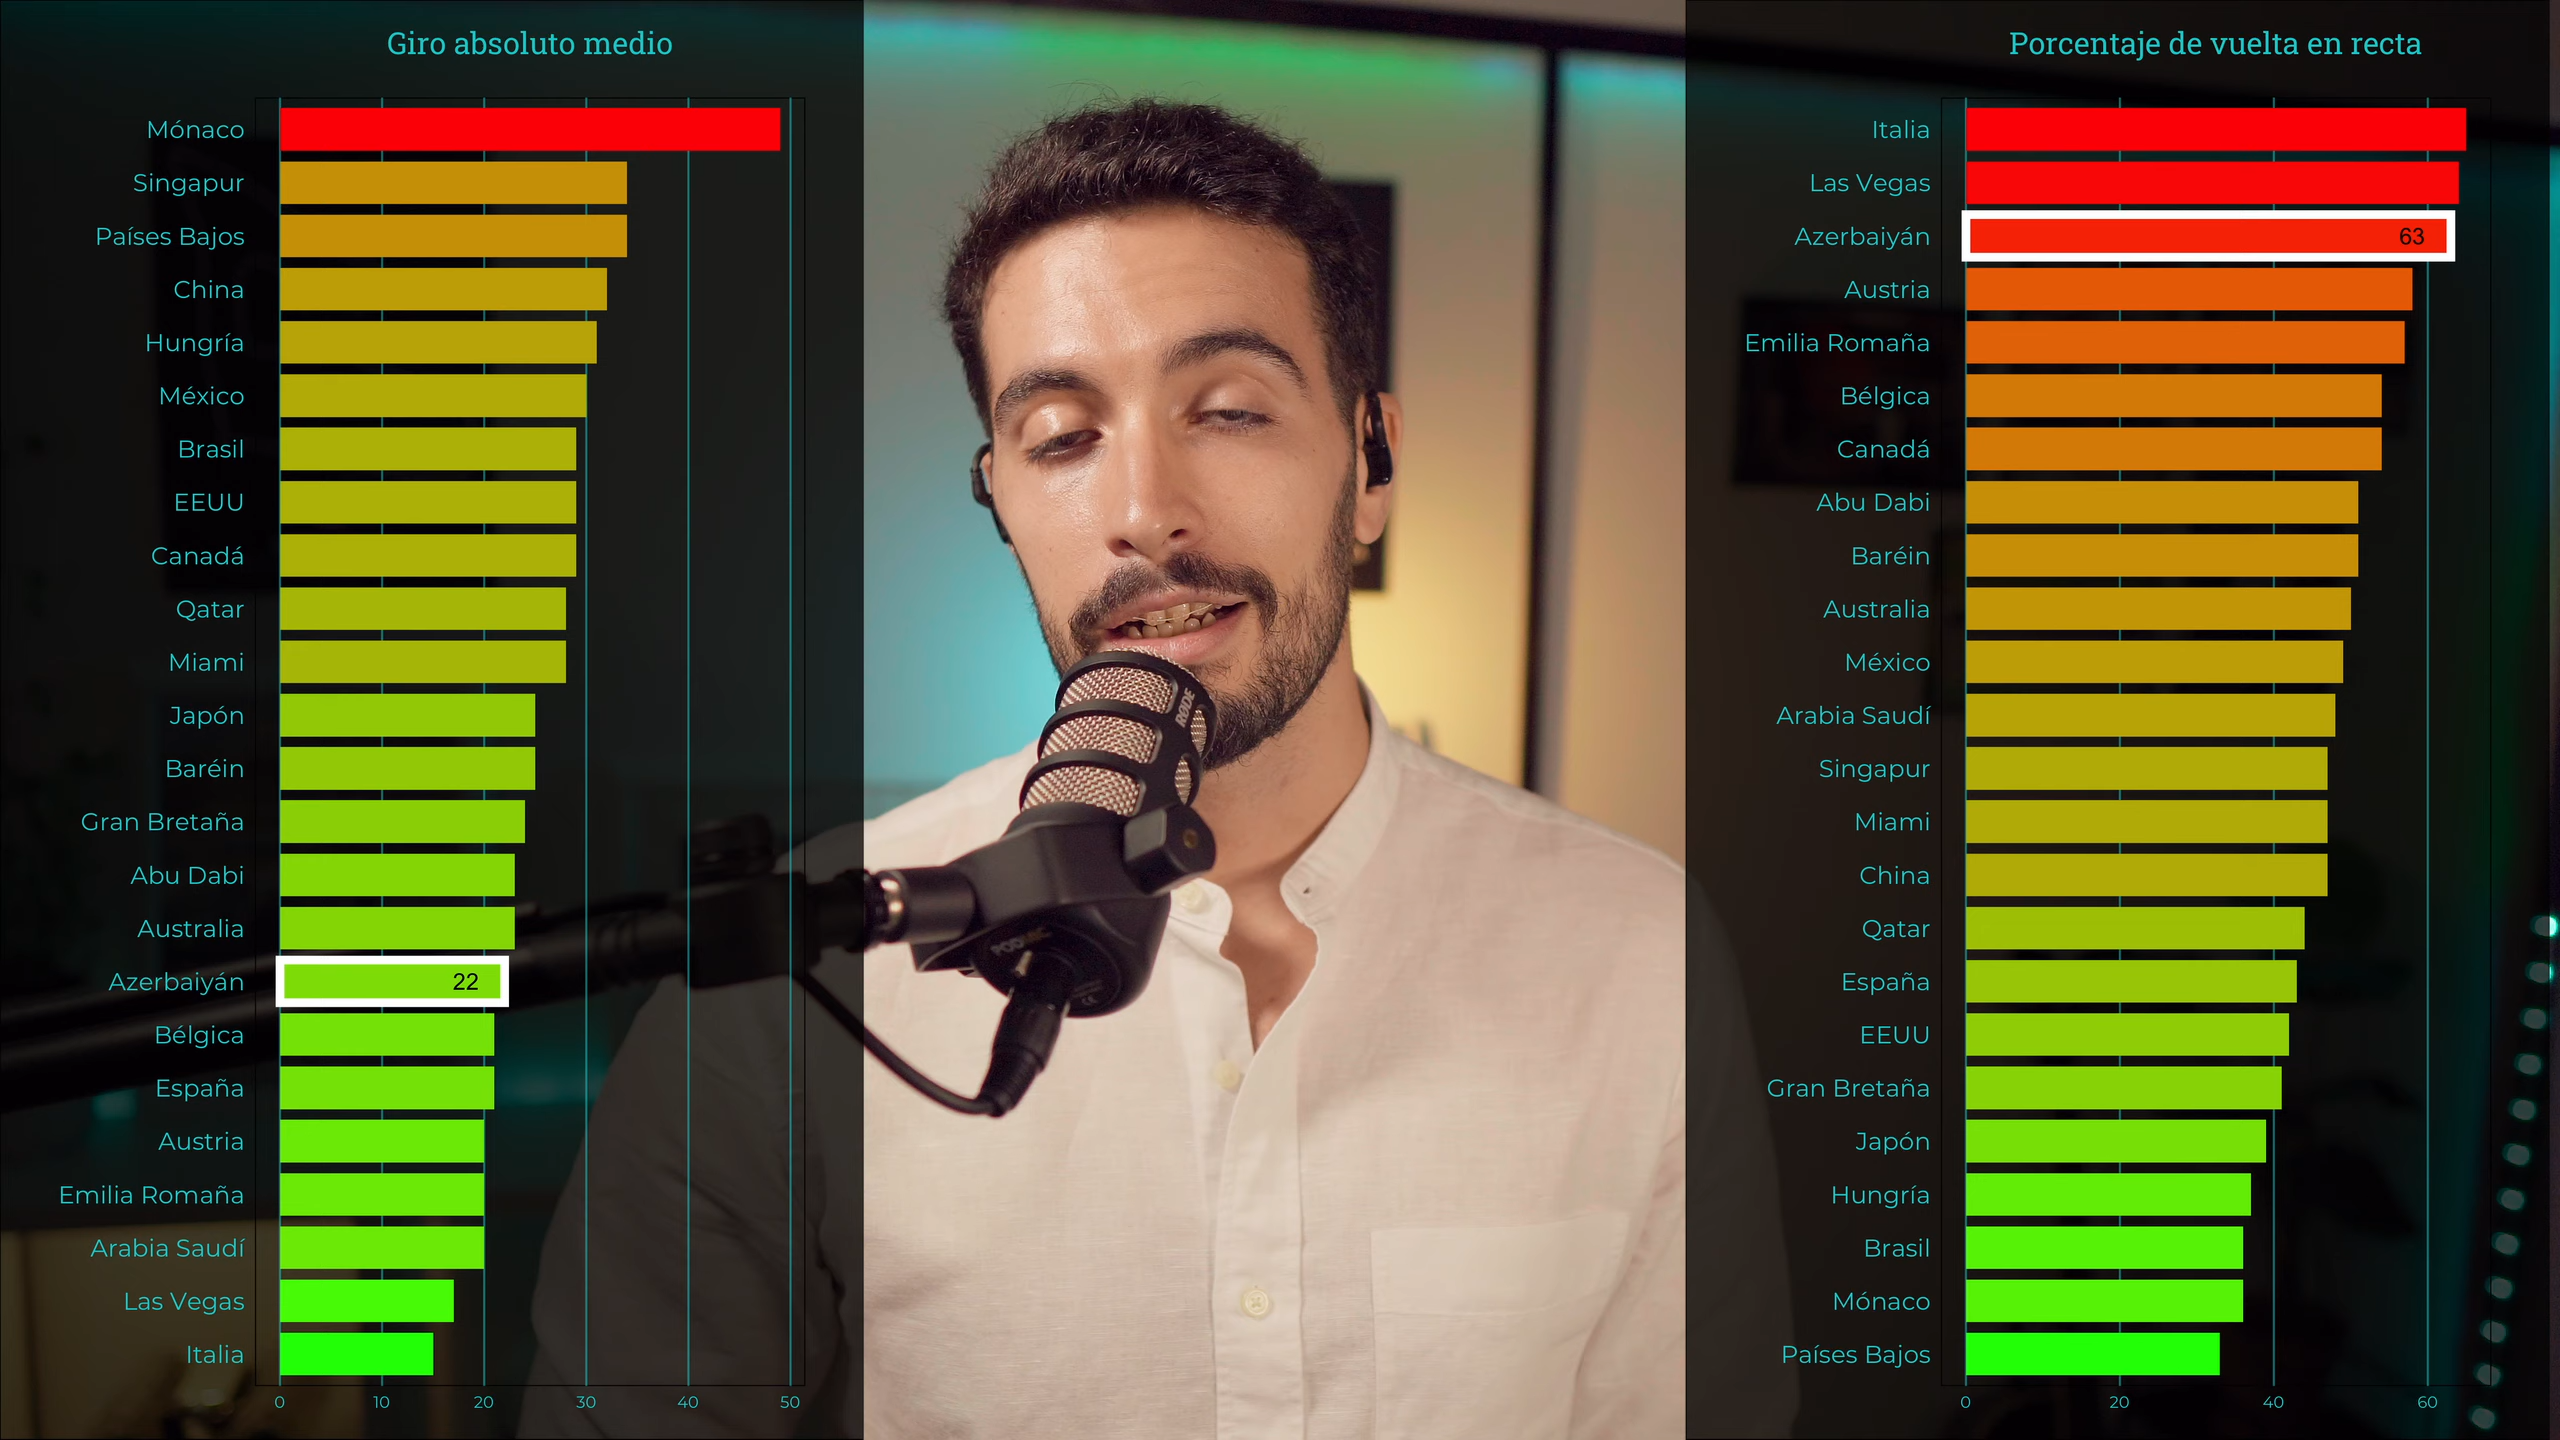 Giro absoluto medio
Mónaco
Singapur
Países Bajos
China
Hungría
México
Brasil
EEUU
Canadá
Qatar
Miami
Japón
Baréin
Gran Bretaña
Abu Dabi
Australia
Azerbaiyán 22
Bélgica
España
Austria
Emilia Romaña
Arabia Saudí
Las Vegas
Italia
0 10 20 30 40 50
RØDE
PODMIC
Porcentaje de vuelta en recta
Italia
Las Vegas
Azerbaiyán 63
Austria
Emilia Romaña
Bélgica
Canadá
Abu Dabi
Baréin
Australia
México
Arabia Saudí
Singapur
Miami
China
Qatar
España
EEUU
Gran Bretaña
Japón
Hungría
Brasil
Mónaco
Países Bajos
0 20 40 60